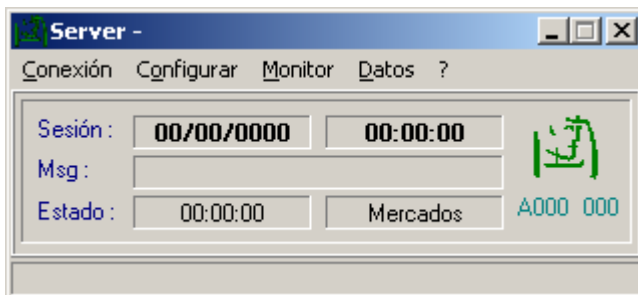 Server -
Conexión Configurar Monitor Datos ?
Sesión : 00/00/0000 00:00:00
Msg :
Estado : 00:00:00 Mercados A000 000